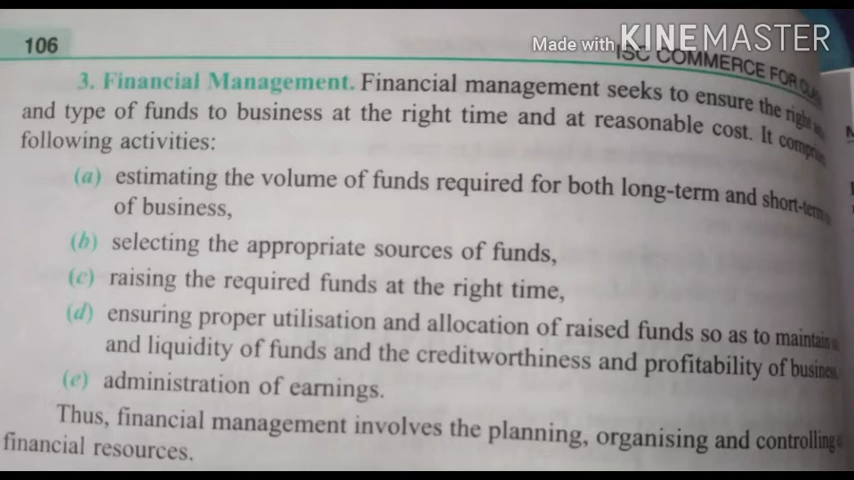 Made with KINEMASTER
106
ISC COMMERCE FOR
3. Financial Management. Financial management seeks to ensure the right
and type of funds to business at the right time and at reasonable cost. It
following activities:
(a) estimating the volume of funds required for both long-term and short-term
of business,
(b) selecting the appropriate sources of funds,
(c) raising the required funds at the right time,
(d) ensuring proper utilisation and allocation of raised funds so as to maintain
and liquidity of funds and the creditworthiness and profitability of business
(e) administration of earnings.
Thus, financial management involves the planning, organising and controlling
financial resources.